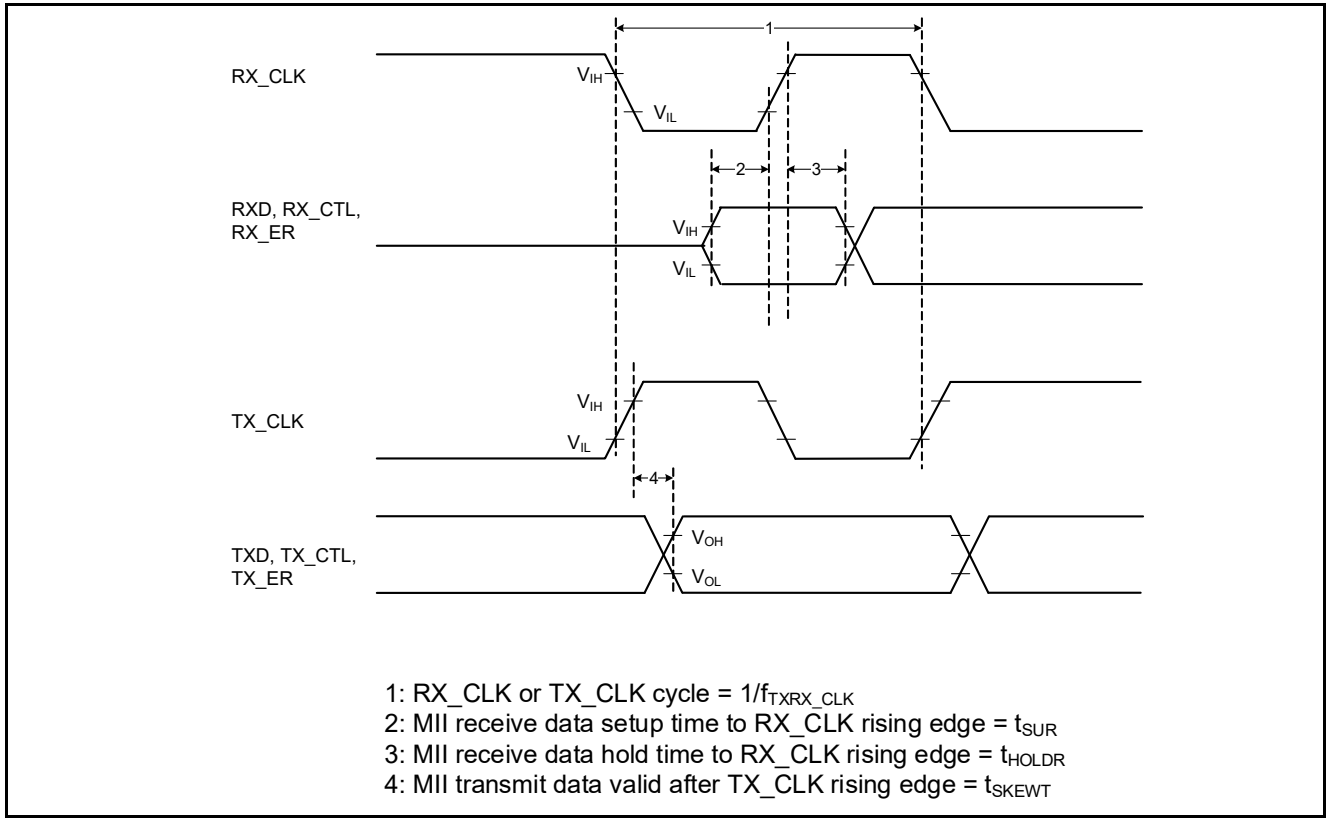 1
RX_CLK
VIH
VIL
2
3
RXD, RX_CTL,
RX_ER
VIH
VIL
TX_CLK
VIH
VIL
4
TXD, TX_CTL,
TX_ER
VOH
VOL
1: RX_CLK or TX_CLK cycle = 1/fTXRX_CLK
2: MII receive data setup time to RX_CLK rising edge = tSUR
3: MII receive data hold time to RX_CLK rising edge = tHOLDR
4: MII transmit data valid after TX_CLK rising edge = tSKEWT